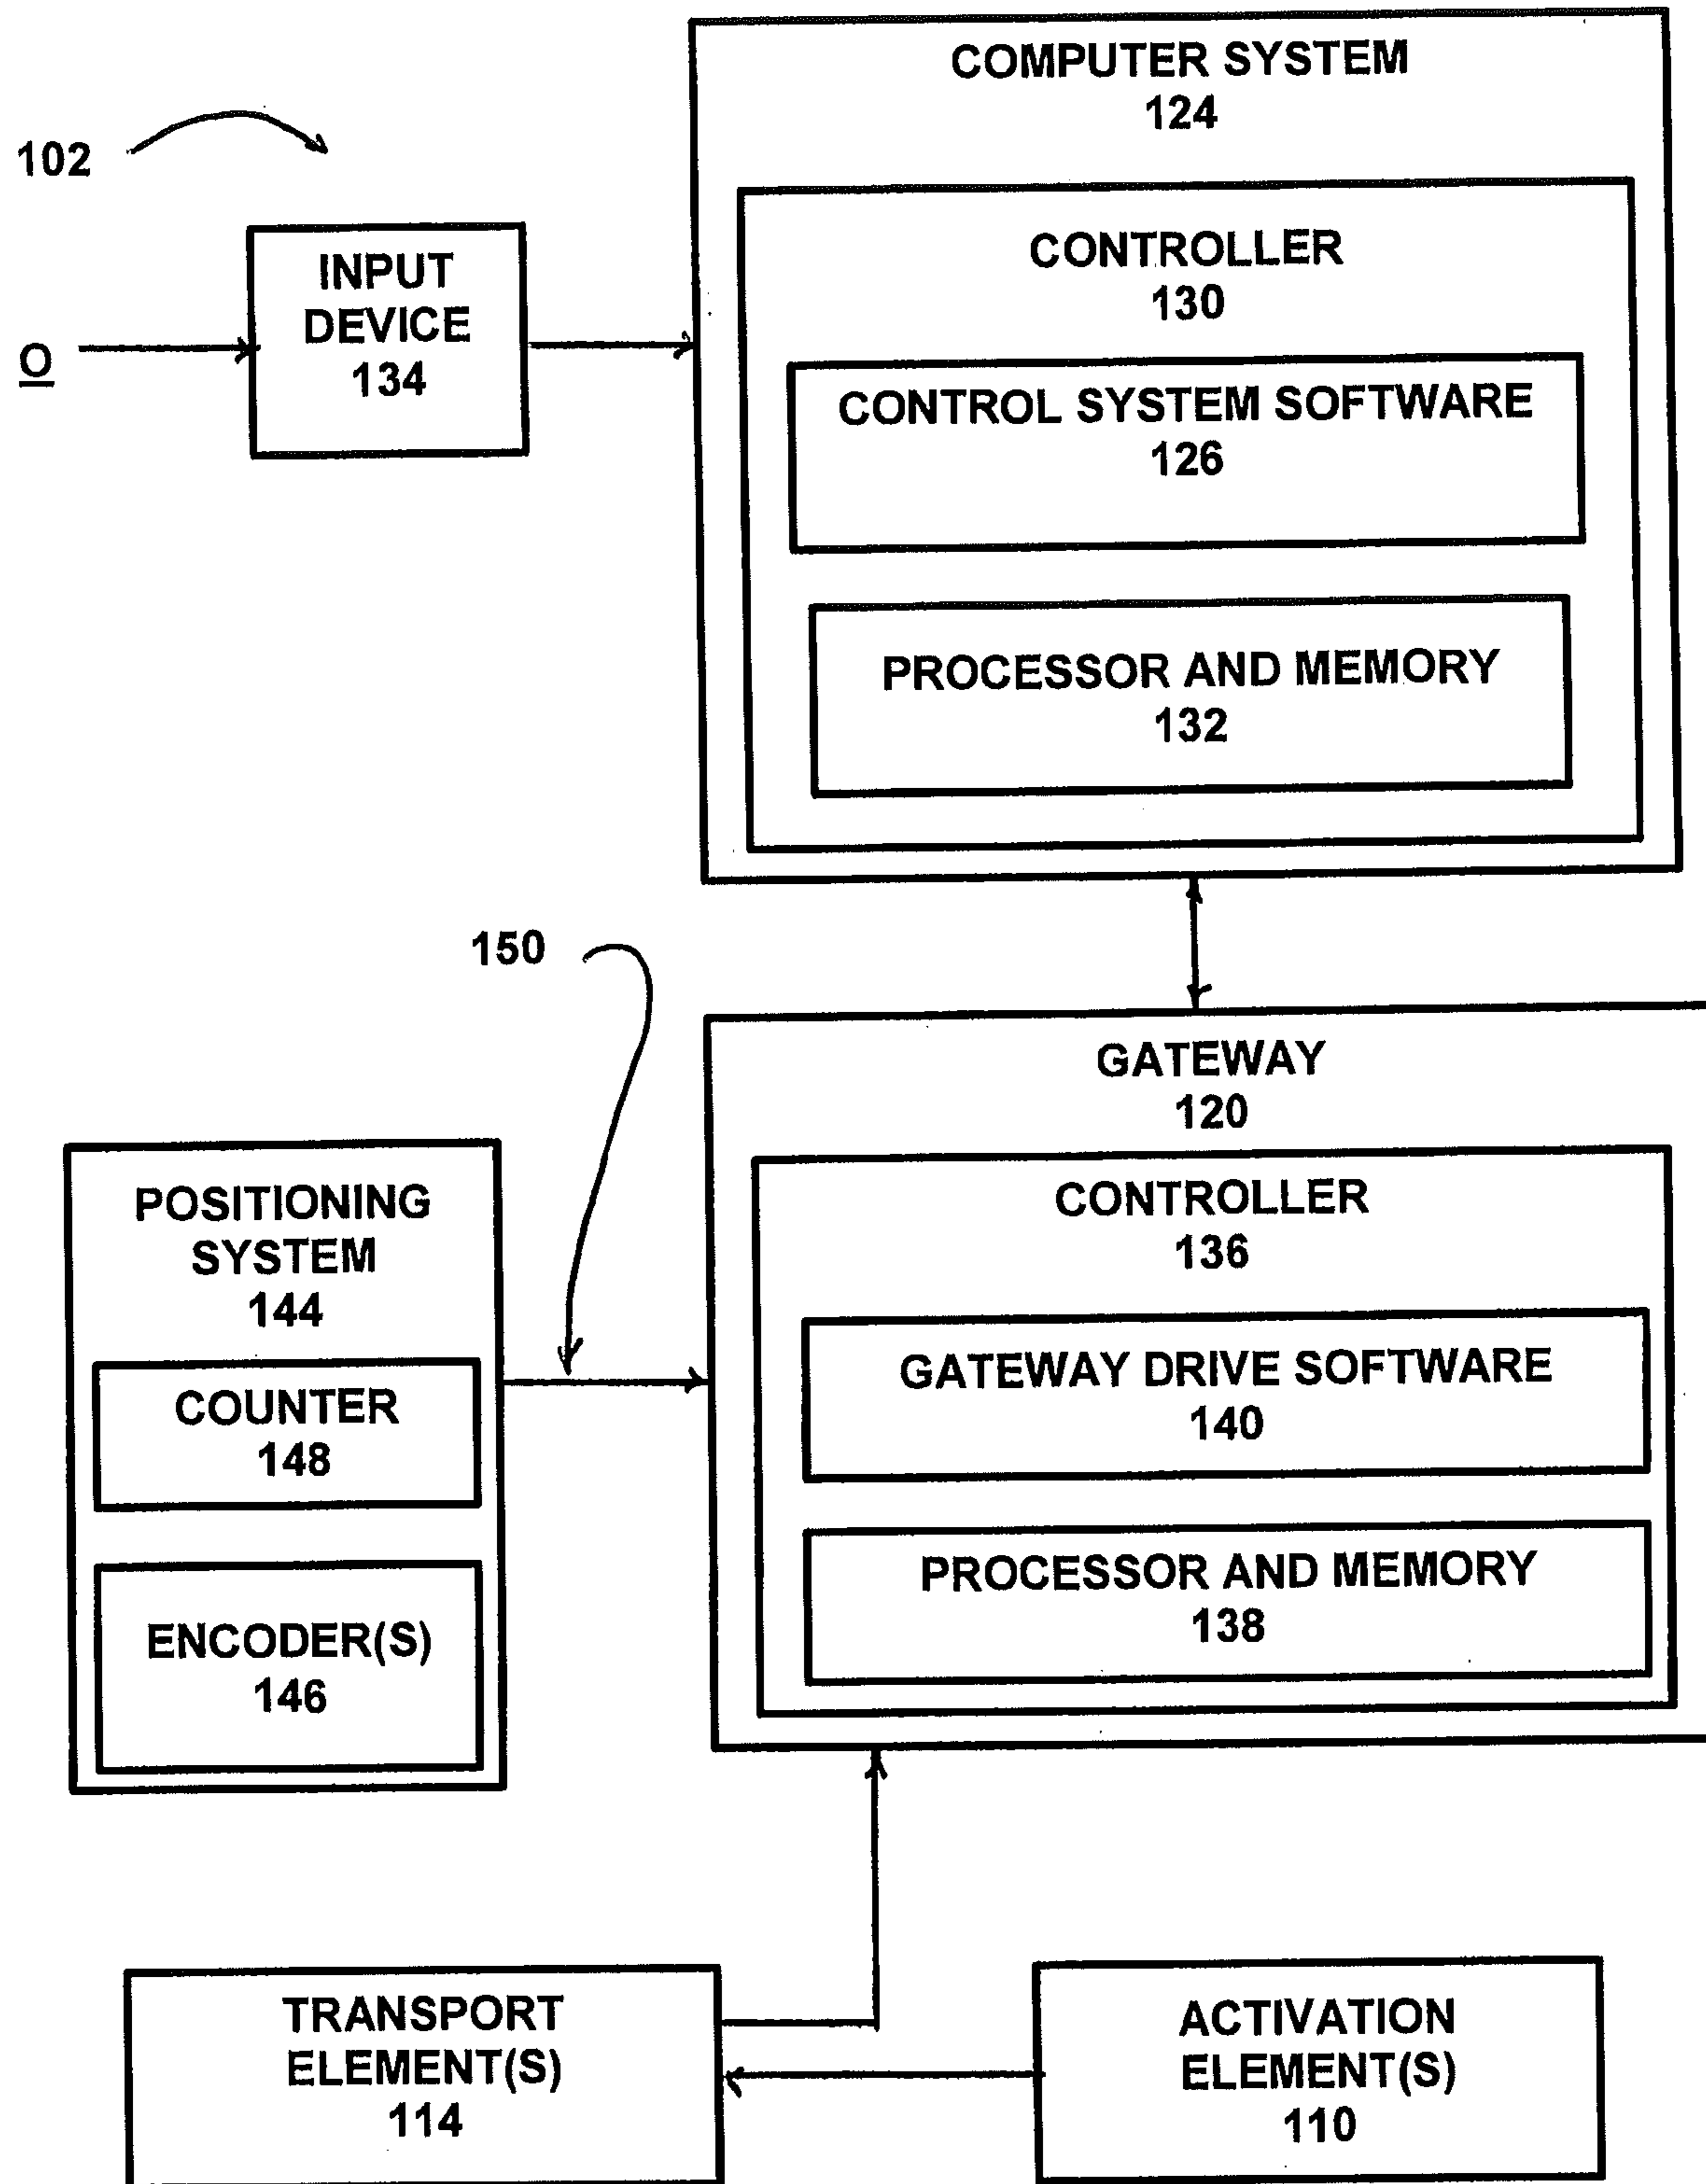 COMPUTER SYSTEM
124
102
CONTROLLER
130
INPUT
DEVICE
134
O
CONTROL SYSTEM SOFTWARE
126
PROCESSOR AND MEMORY
132
150
GATEWAY
120
POSITIONING
SYSTEM
144
CONTROLLER
136
COUNTER
148
GATEWAY DRIVE SOFTWARE
140
ENCODER(S)
146
PROCESSOR AND MEMORY
138
TRANSPORT
ELEMENT(S)
114
ACTIVATION
ELEMENT(S)
110